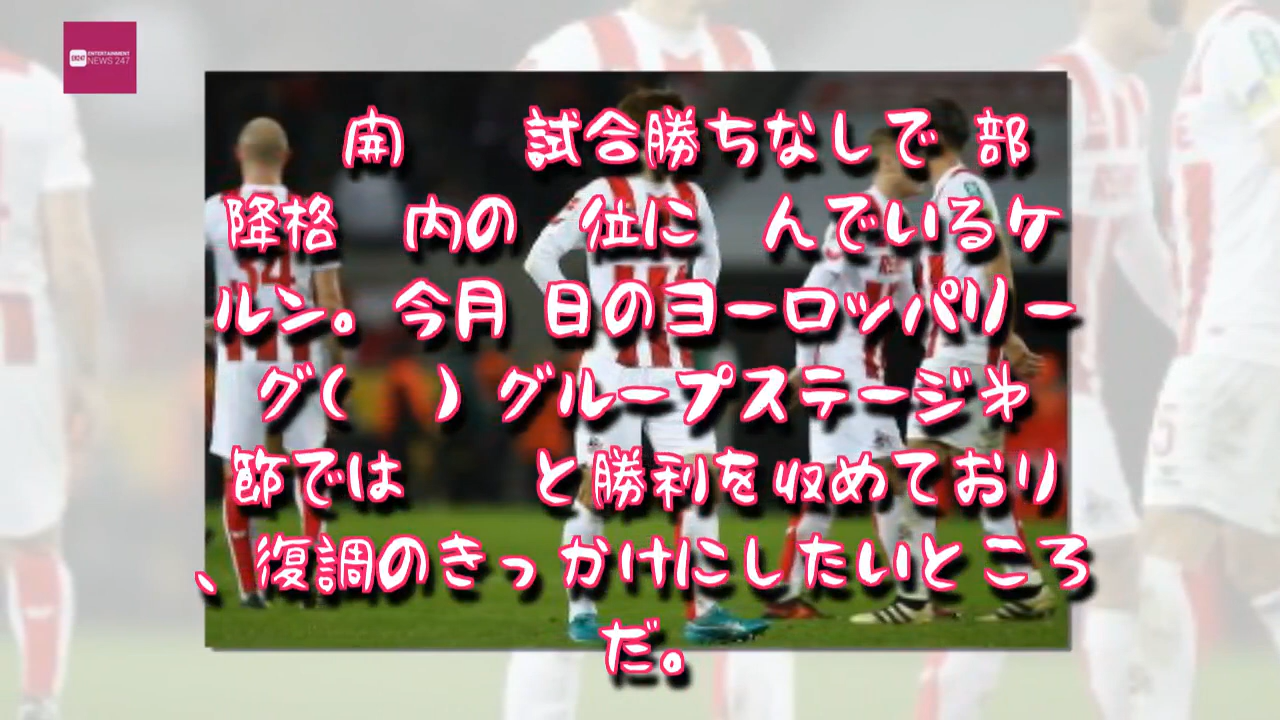 ENTERTAINMENT
NEWS 247
開 試合勝ちなしで 部
降格 内の 位に んでいるケ
ルン。今月 日のヨーロッパリー
グ( )グループステージ
節では と勝利を収めており
、復調のきっかけにしたいところ
だ。